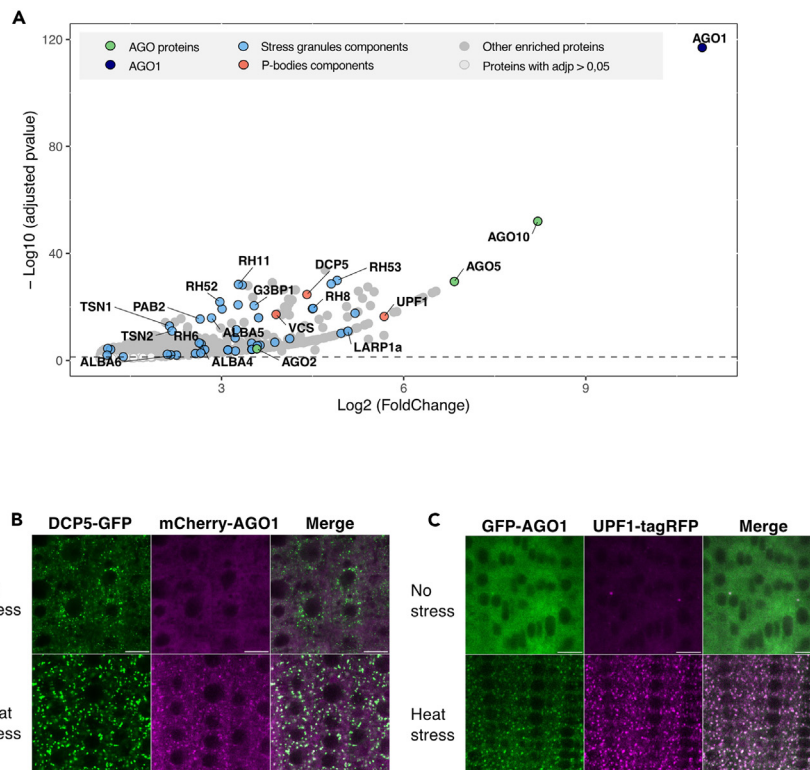 A
120
80
40
0
– Log10 (adjusted pvalue)
AGO proteins
Stress granules components
Other enriched proteins
AGO1
P-bodies components
Proteins with adjp > 0,05
AGO1
AGO10
AGO5
DCP5
RH53
RH11
RH52
G3BP1
RH8
UPF1
TSN1
PAB2
TSN2
RH6
ALBA5
VCS
LARP1a
ALBA6
ALBA4
AGO2
3
6
9
Log2 (FoldChange)
B
DCP5-GFP
mCherry-AGO1
Merge
ess
at
ess
C
GFP-AGO1
UPF1-tagRFP
Merge
No
stress
Heat
stress